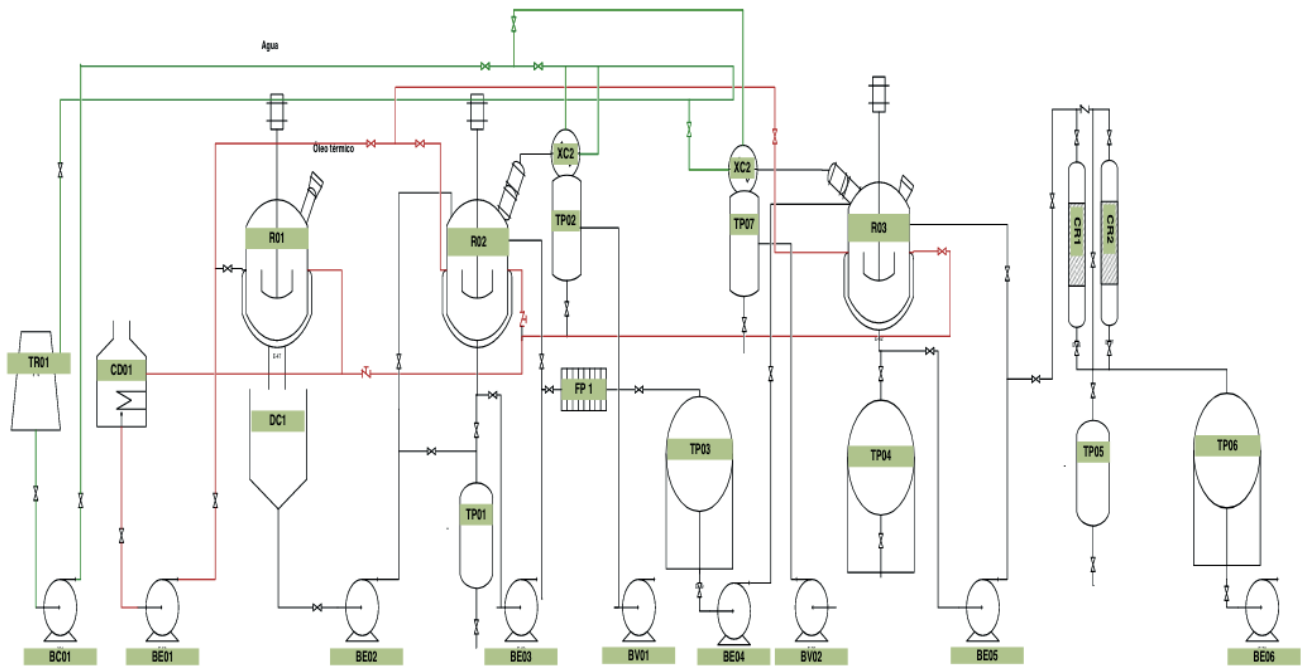 Agua
Óleo térmico
XC2
XC2
TP02
TP07
R01
R02
R03
CR1
CR2
TR01
CD01
FP 1
DC1
TP03
TP04
TP05
TP06
TP01
BC01
BE01
BE02
BE03
BV01
BE04
BV02
BE05
BE06